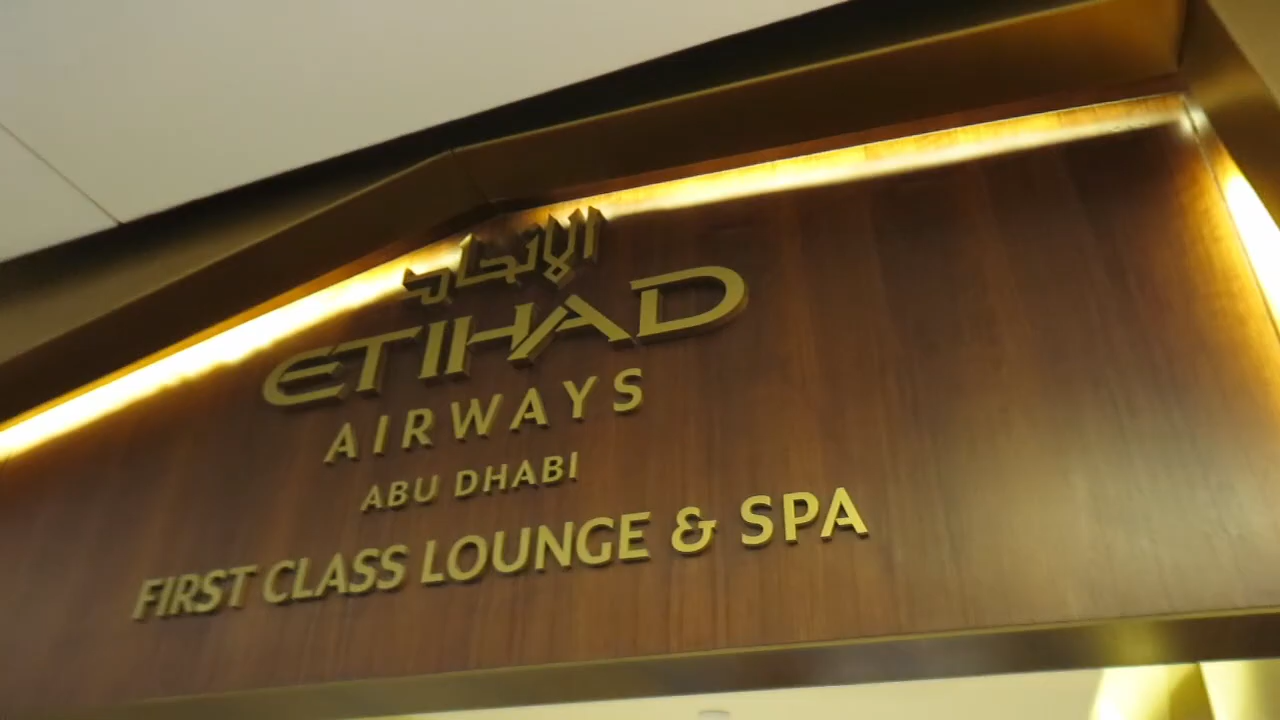 الاتحاد
ETIHAD
AIRWAYS
ABU DHABI
FIRST CLASS LOUNGE & SPA